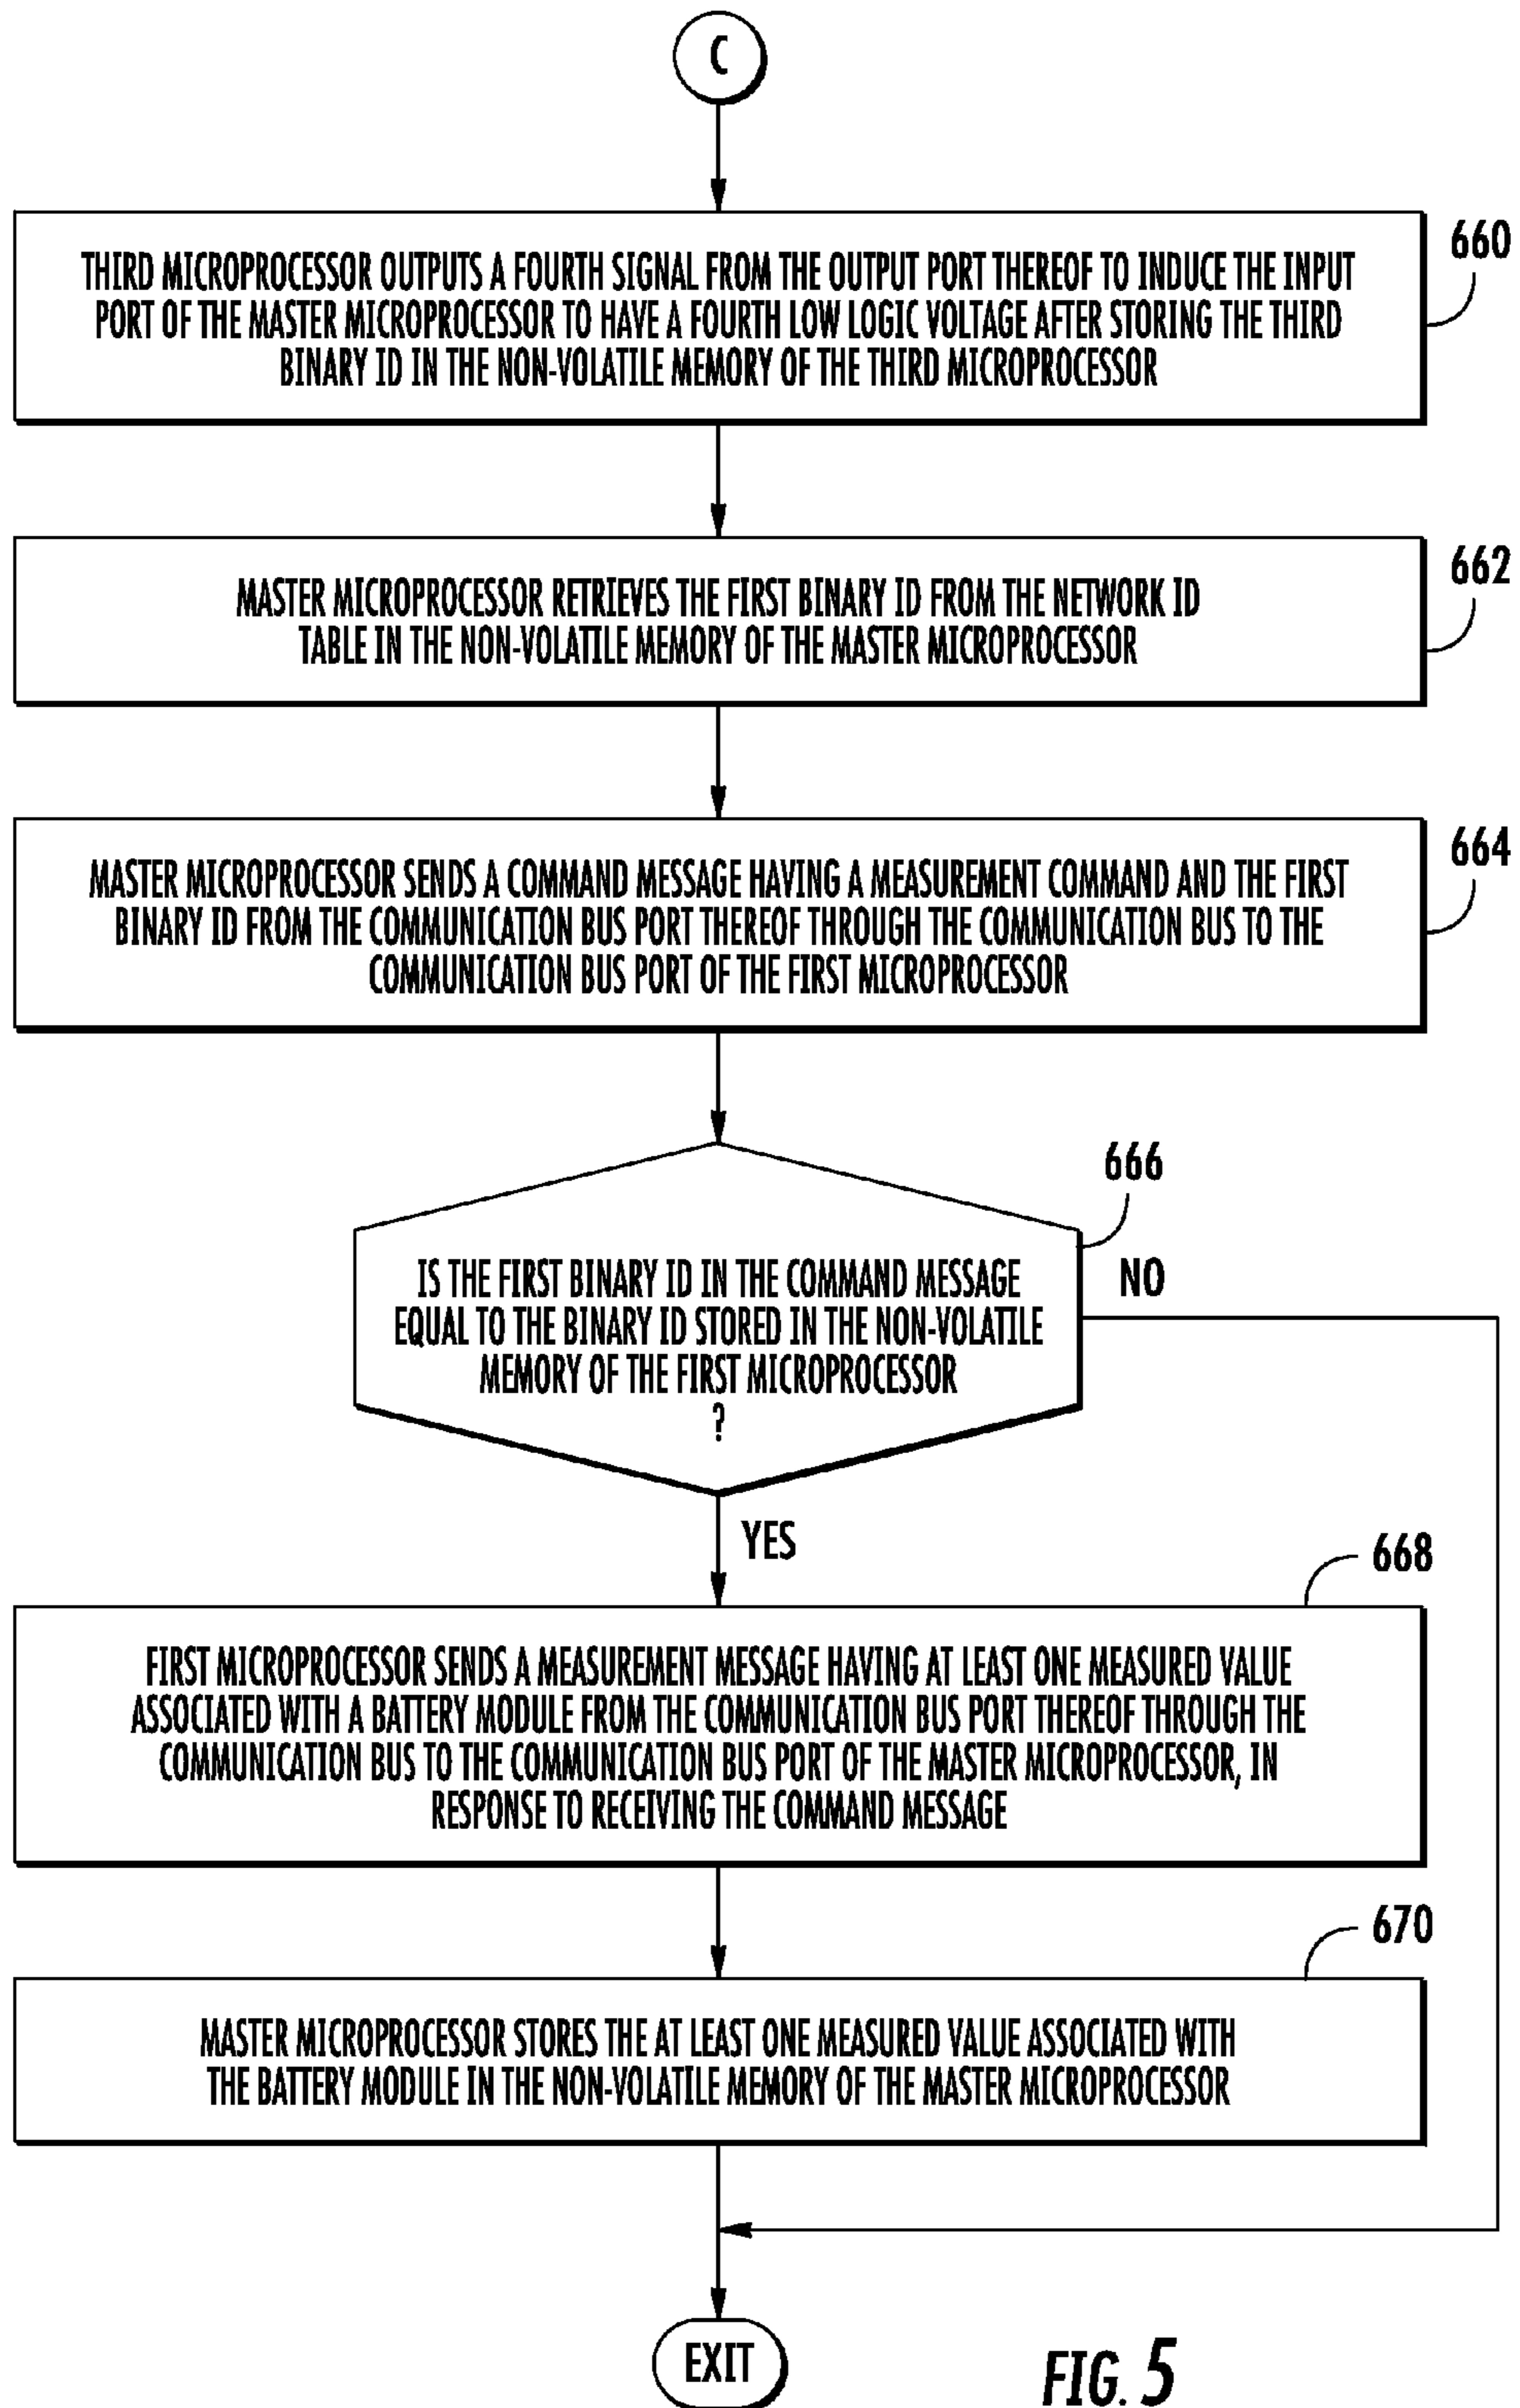 C
THIRD MICROPROCESSOR OUTPUTS A FOURTH SIGNAL FROM THE OUTPUT PORT THEREOF TO INDUCE THE INPUT
PORT OF THE MASTER MICROPROCESSOR TO HAVE A FOURTH LOW LOGIC VOLTAGE AFTER STORING THE THIRD
BINARY ID IN THE NON-VOLATILE MEMORY OF THE THIRD MICROPROCESSOR
660
MASTER MICROPROCESSOR RETRIEVES THE FIRST BINARY ID FROM THE NETWORK ID
TABLE IN THE NON-VOLATILE MEMORY OF THE MASTER MICROPROCESSOR
662
MASTER MICROPROCESSOR SENDS A COMMAND MESSAGE HAVING A MEASUREMENT COMMAND AND THE FIRST
BINARY ID FROM THE COMMUNICATION BUS PORT THEREOF THROUGH THE COMMUNICATION BUS TO THE
COMMUNICATION BUS PORT OF THE FIRST MICROPROCESSOR
664
IS THE FIRST BINARY ID IN THE COMMAND MESSAGE
EQUAL TO THE BINARY ID STORED IN THE NON-VOLATILE
MEMORY OF THE FIRST MICROPROCESSOR
?
666
NO
YES
668
FIRST MICROPROCESSOR SENDS A MEASUREMENT MESSAGE HAVING AT LEAST ONE MEASURED VALUE
ASSOCIATED WITH A BATTERY MODULE FROM THE COMMUNICATION BUS PORT THEREOF THROUGH THE
COMMUNICATION BUS TO THE COMMUNICATION BUS PORT OF THE MASTER MICROPROCESSOR, IN
RESPONSE TO RECEIVING THE COMMAND MESSAGE
670
MASTER MICROPROCESSOR STORES THE AT LEAST ONE MEASURED VALUE ASSOCIATED WITH
THE BATTERY MODULE IN THE NON-VOLATILE MEMORY OF THE MASTER MICROPROCESSOR
EXIT
FIG. 5